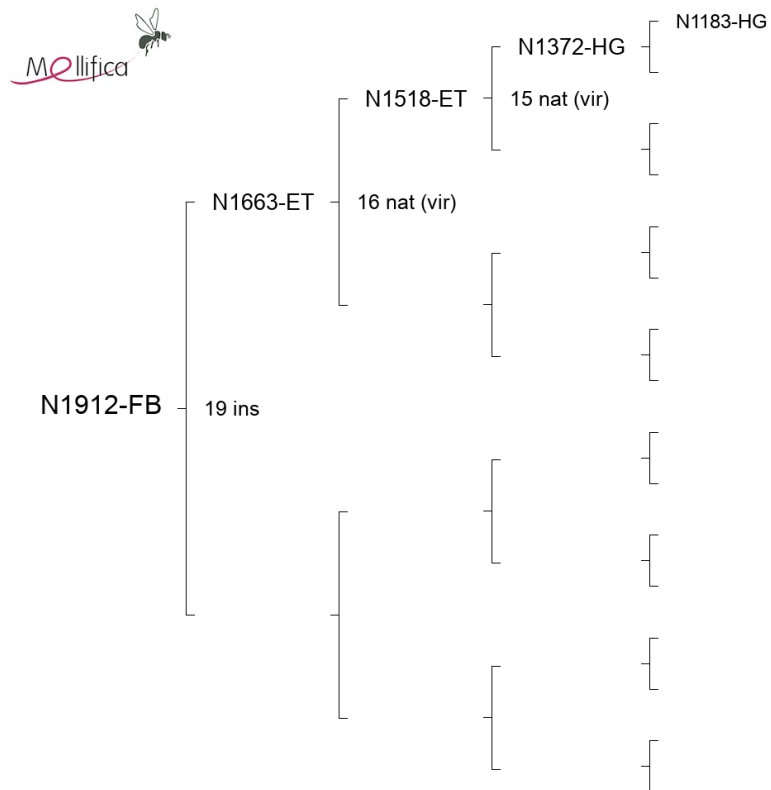 Mellifica
N1183-HG
N1372-HG
15 nat (vir)
N1518-ET
16 nat (vir)
N1663-ET
19 ins
N1912-FB